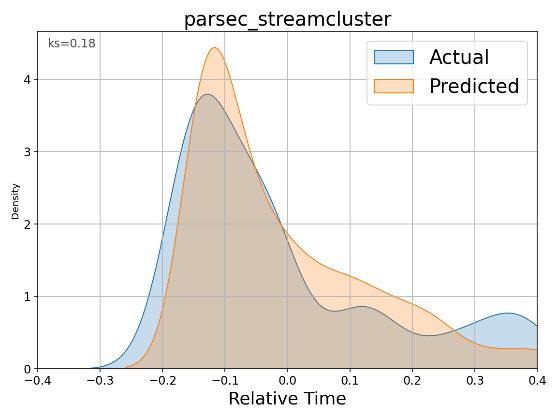 parsec_streamcluster
ks=0.18
Actual
Predicted
Density
4
3
2
1
0
−0.4 −0.3 −0.2 −0.1 0.0 0.1 0.2 0.3 0.4
Relative Time